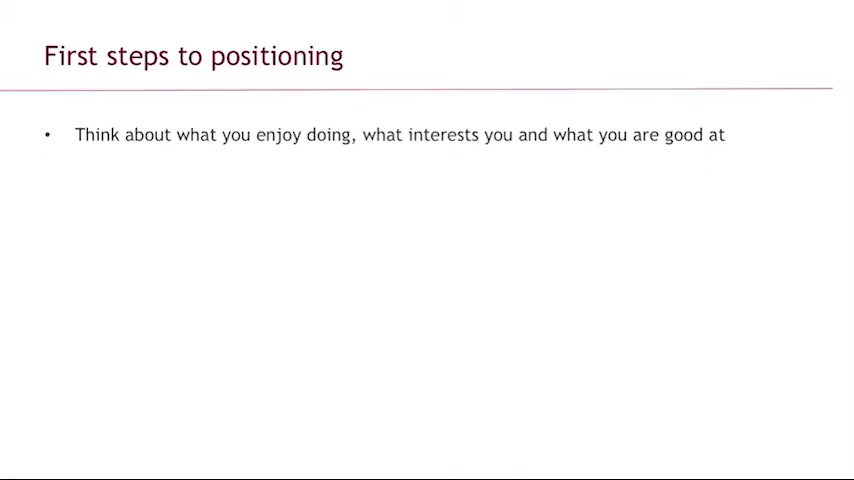 First steps to positioning
• Think about what you enjoy doing, what interests you and what you are good at